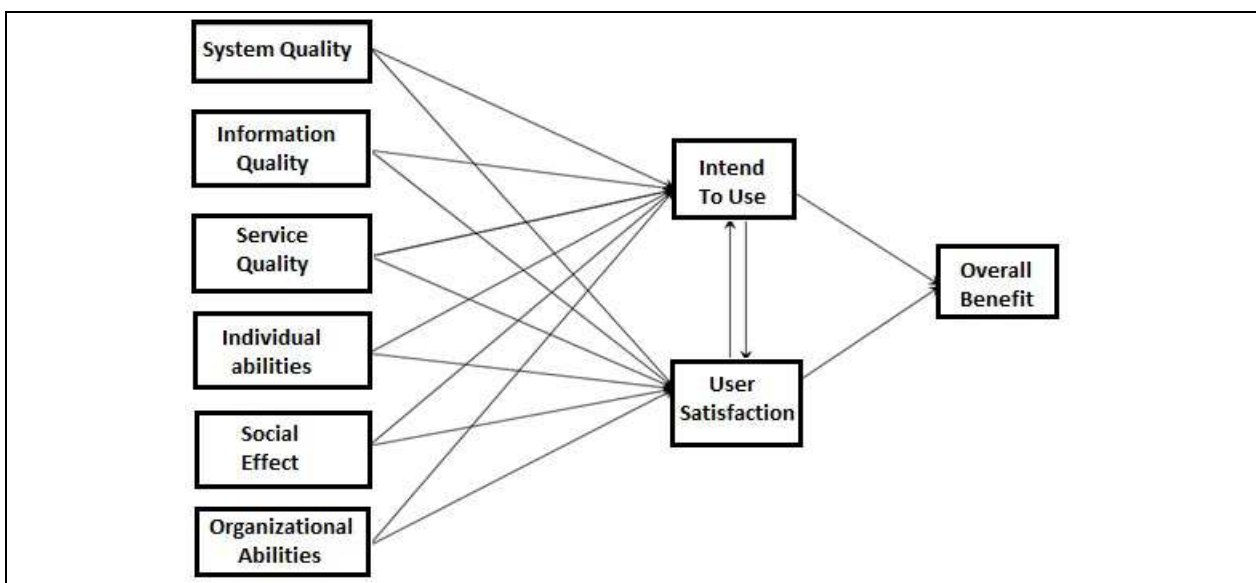 System Quality
Information
Quality
Service
Quality
Individual
abilities
Social
Effect
Organizational
Abilities
Intend
To Use
User
Satisfaction
Overall
Benefit